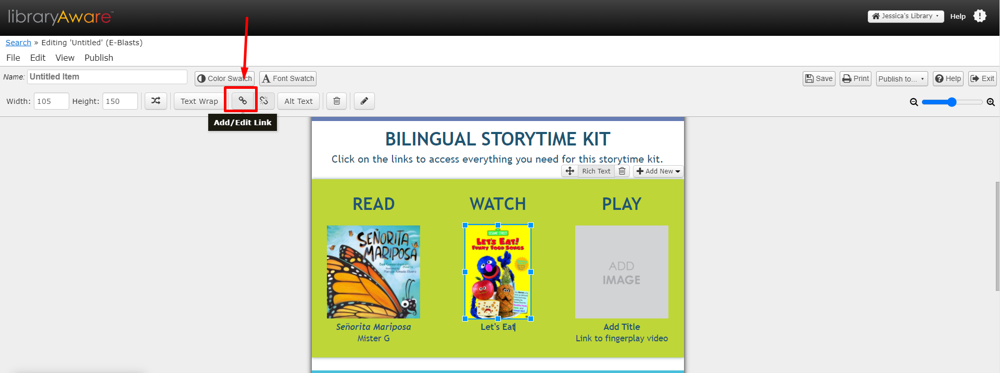 libraryAware™
Jessica's Library
Help
Search » Editing 'Untitled' (E-Blasts)
File Edit View Publish
Name: Untitled Item Color Swatch Font Swatch Save Print Publish to... Help Exit
Width: 105 Height: 150 Text Wrap Alt Text
Add/Edit Link
BILINGUAL STORYTIME KIT
Click on the links to access everything you need for this storytime kit.
Rich Text Add New
READ WATCH PLAY
SEÑORITA
MARIPOSA
Ben Gundersheimer
(Mister G)
SESAME STREET
LET'S EAT!
FUNNY FOOD SONGS
ADD
IMAGE
Señorita Mariposa
Mister G
Let's Eat
Add Title
Link to fingerplay video